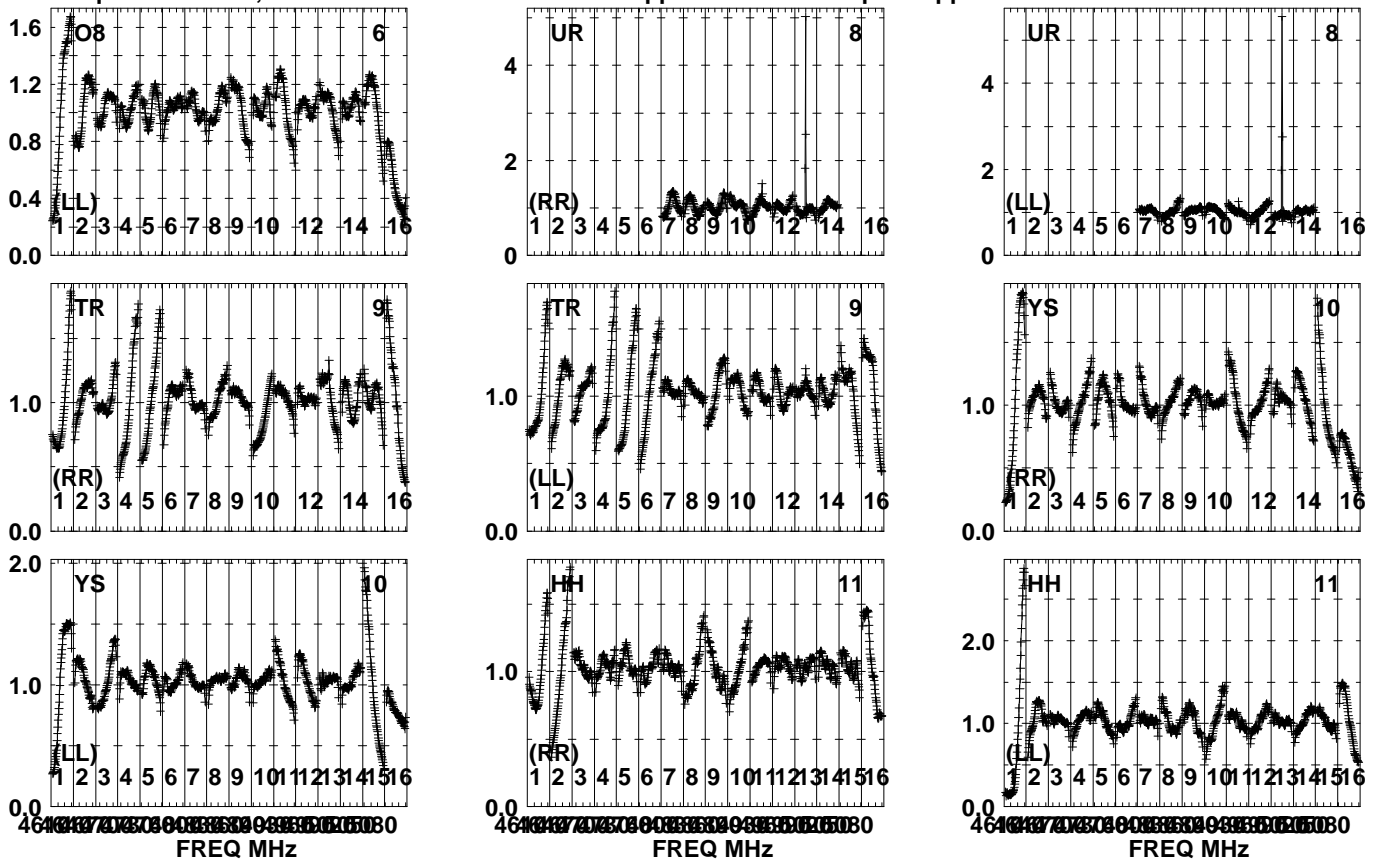 1.6 O8 6
1.2
0.8
0.4 (LL)
1 2 3 4 5 6 7 8 9 10 12 14 16
0.0
UR 8
4
2
(RR)
1 2 3 4 5 6 7 8 9 10 12 14 16
0
UR 8
4
2
(LL)
1 2 3 4 5 6 7 8 9 10 12 14 16
0
TR 9
1.0
(RR)
1 2 3 4 5 6 7 8 9 10 12 14 16
0.0
TR 9
1.0
(LL)
1 2 3 4 5 6 7 8 9 10 12 14 16
0.0
YS 10
1.0
(RR)
1 2 3 4 5 6 7 8 9 10 12 14 16
0.0
2.0 YS 10
1.0
(LL)
1 2 3 4 5 6 7 8 9 10 11 12 13 14 15 16
0.0
FREQ MHz
HH 11
1.0
(RR)
1 2 3 4 5 6 7 8 9 10 11 12 13 14 15 16
0.0
FREQ MHz
HH 11
2.0
1.0
(LL)
1 2 3 4 5 6 7 8 9 10 11 12 13 14 15 16
0.0
FREQ MHz